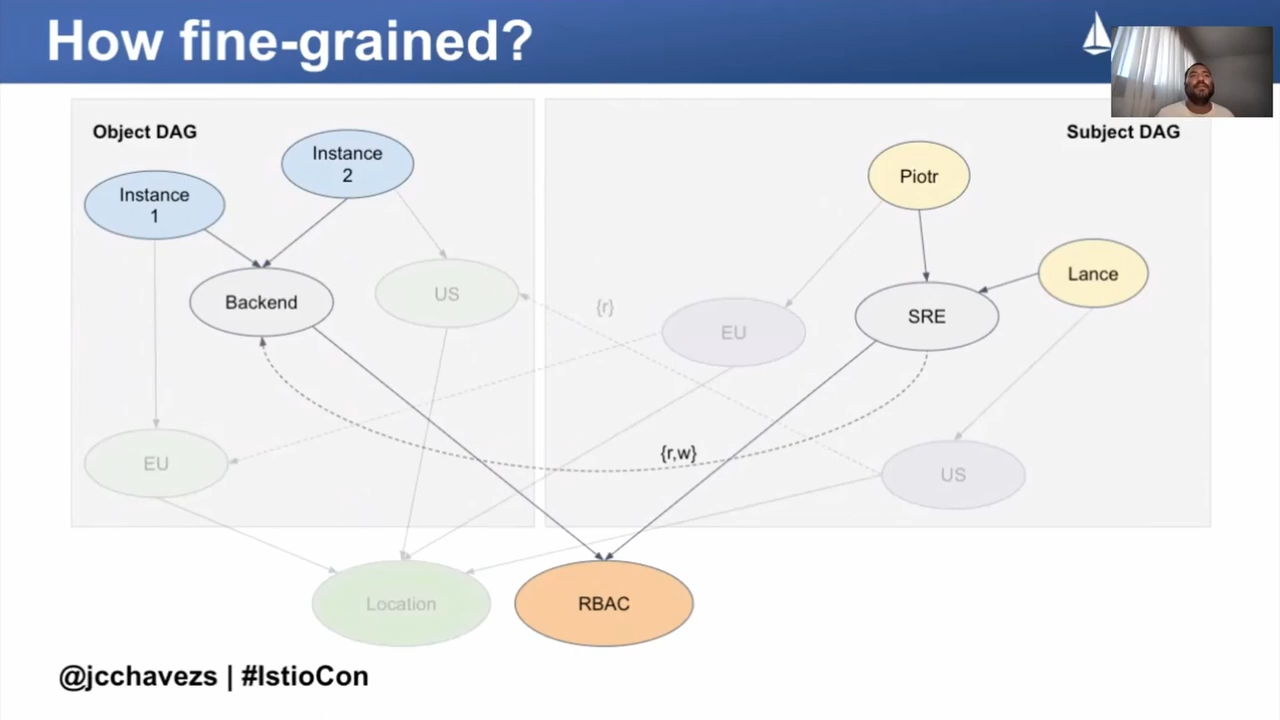 How fine-grained?
Object DAG
Subject DAG
Instance
1
Instance
2
Piotr
Lance
Backend
US
{r}
EU
SRE
EU
{r,w}
US
Location
RBAC
@jcchavezs | #IstioCon